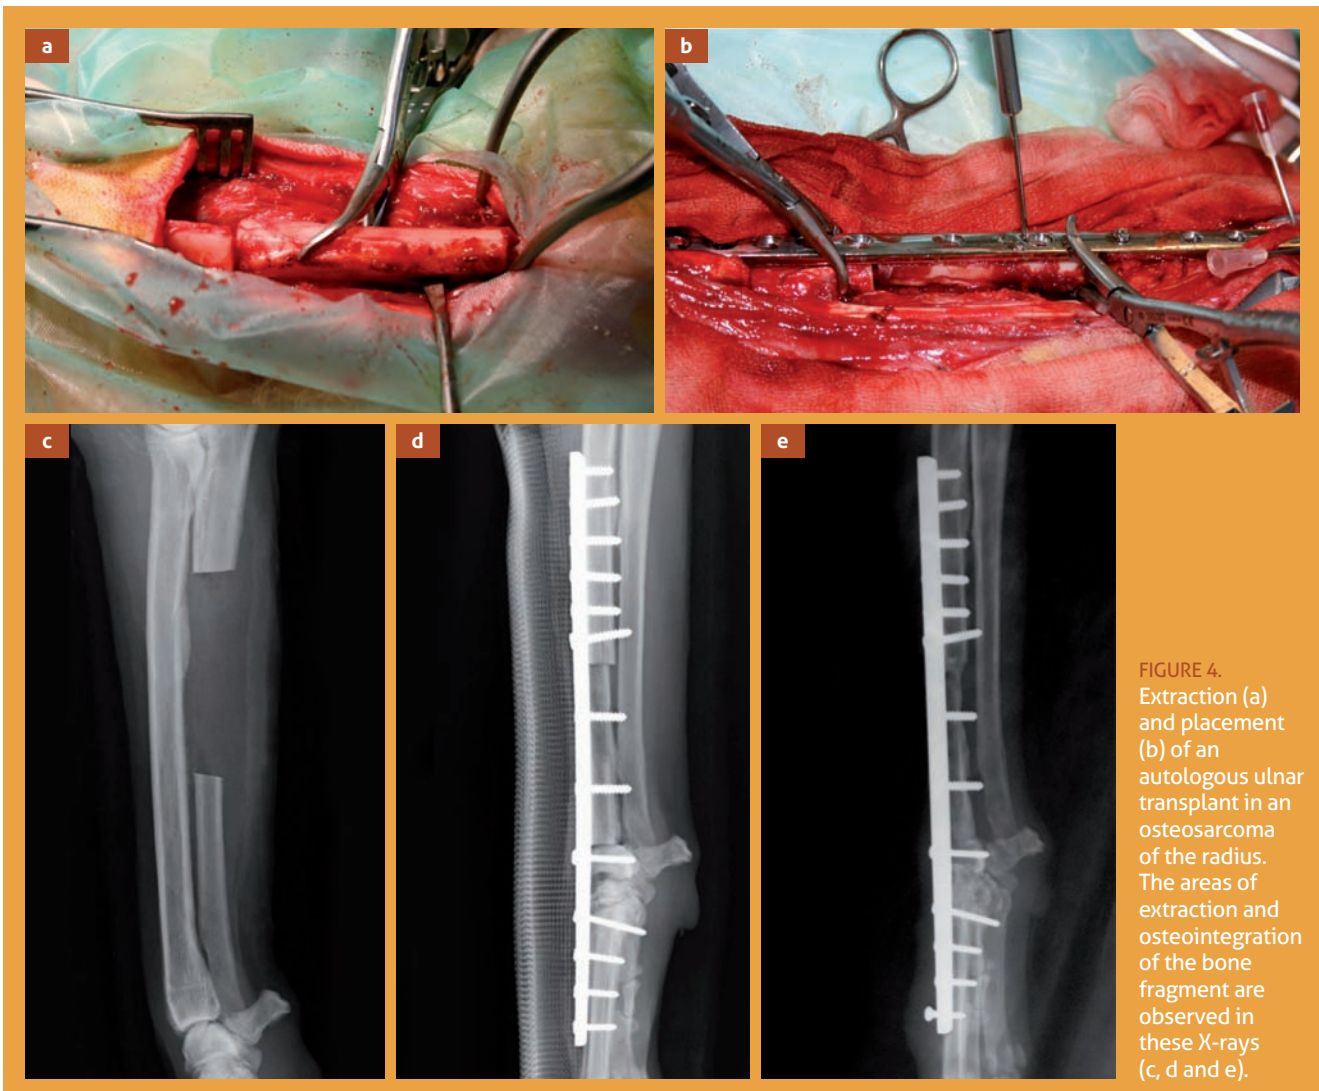 a
b
c
d
e
FIGURE 4.
Extraction (a)
and placement
(b) of an
autologous ulnar
transplant in an
osteosarcoma
of the radius.
The areas of
extraction and
osteointegration
of the bone
fragment are
observed in
these X-rays
(c, d and e).